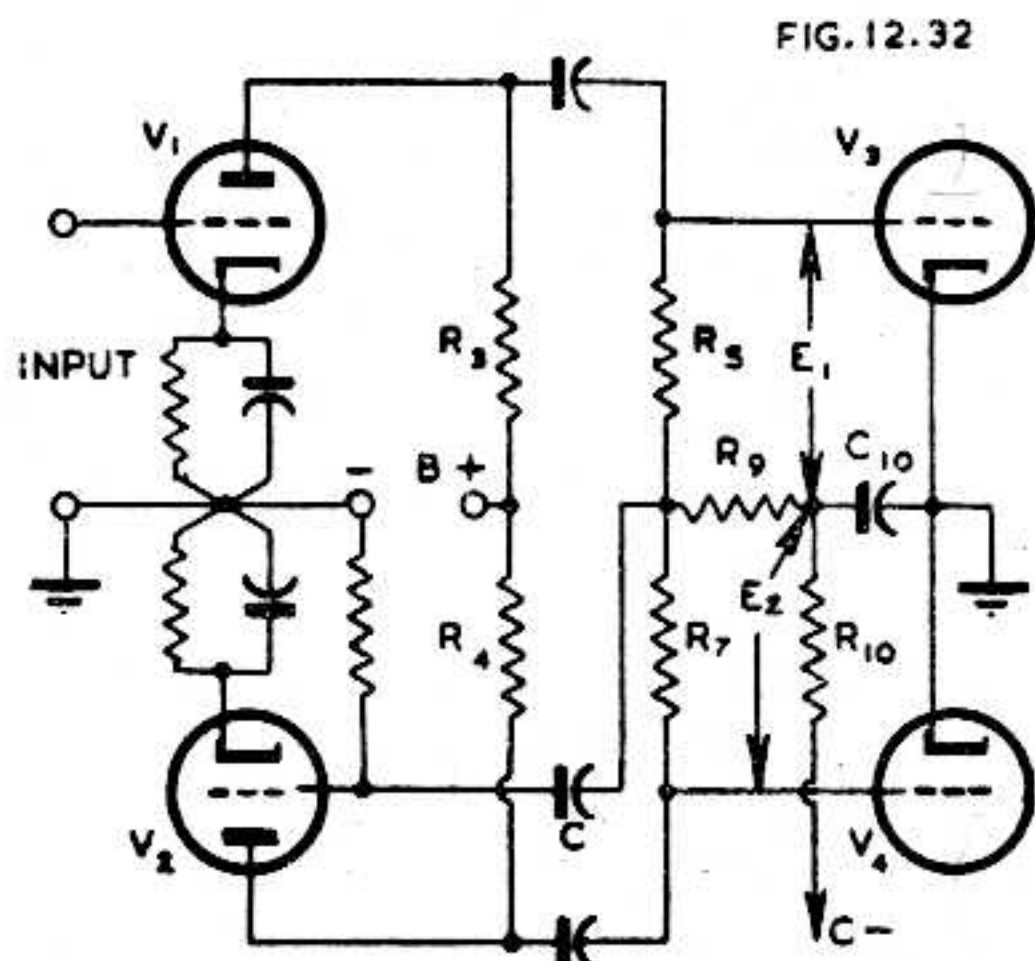 FIG. 12.32
V1
V3
INPUT
R3
R5
E1
-
B +
R9
C10
E2
R4
R7
R10
V2
C
V4
C -